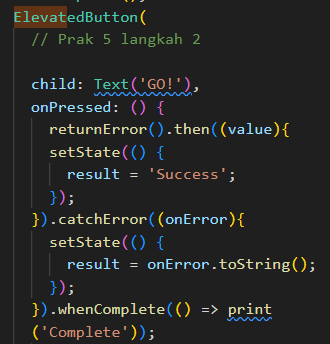 ElevatedButton(
// Prak 5 langkah 2
child: Text('GO!'),
onPressed: () {
returnError().then((value){
setState(() {
result = 'Success';
});
}).catchError((onError){
setState(() {
result = onError.toString();
});
}).whenComplete(() => print
('Complete'));